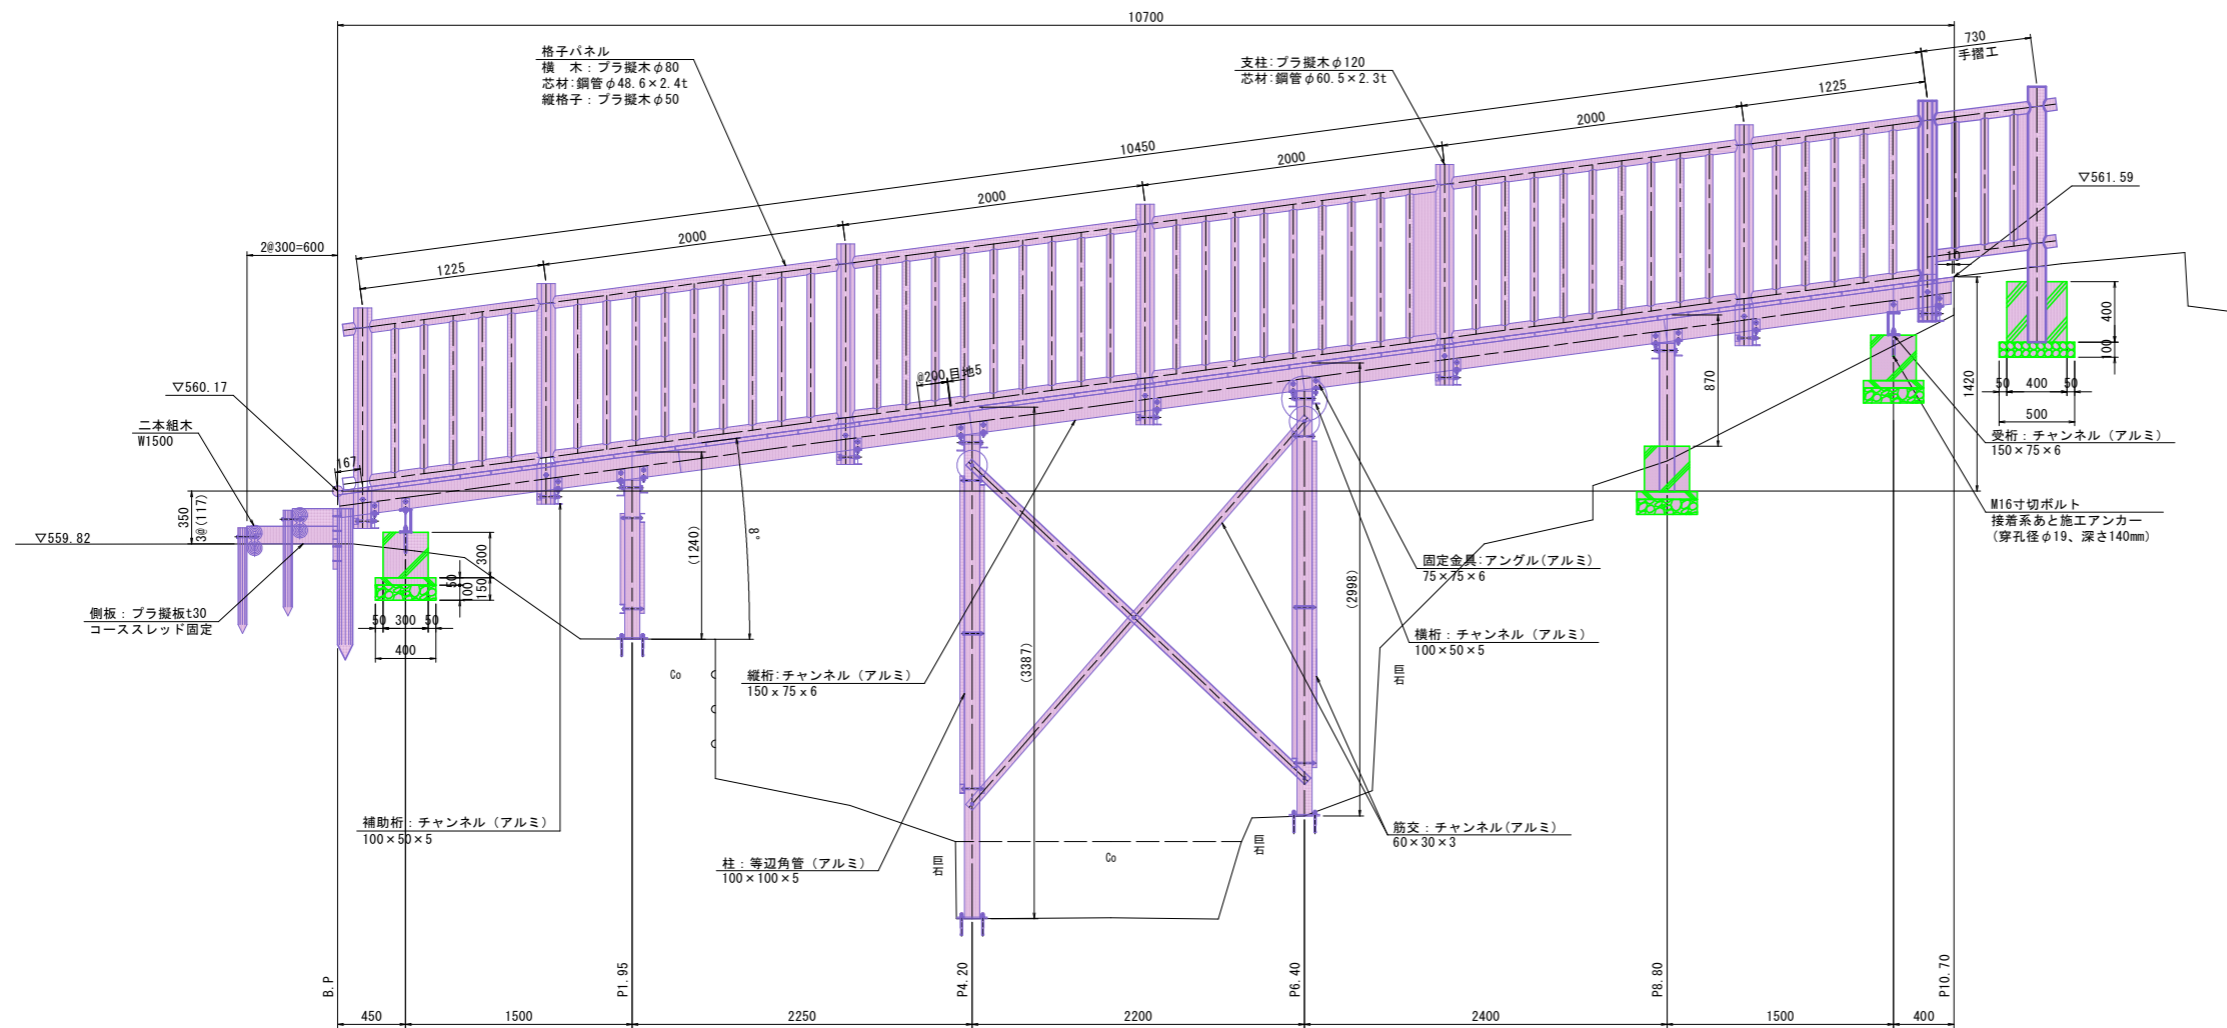 10700
格子パネル
横　木：プラ擬木φ80
芯材:鋼管φ48.6×2.4t
縦格子：プラ擬木φ50
支柱:プラ擬木φ120
芯材:鋼管φ60.5×2.3t
730
手摺工
1225
2000
10450
2000
2000
2000
1225
▽561.59
2@300=600
10
400
100
50
400
50
500
870
1420
▽560.17
@200
目地5
二本組木
W1500
167
350
3@(117)
▽559.82
受桁：チャンネル（アルミ）
150×75×6
M16寸切ボルト
接着系あと施工アンカー
(穿孔径φ19、深さ140mm)
300
50
100
150
50
300
50
400
(1240)
8°
側板：プラ擬板t30
コーススレッド固定
固定金具:アングル(アルミ)
75×75×6
(2998)
横桁：チャンネル（アルミ）
100×50×5
(3387)
Co
縦桁:チャンネル（アルミ）
150x75x6
巨石
補助桁：チャンネル（アルミ）
100×50×5
筋交：チャンネル(アルミ)
60×30×3
柱：等辺角管（アルミ）
100×100×5
巨石
Co
巨石
B.P
P1.95
P4.20
P6.40
P8.80
P10.70
450
1500
2250
2200
2400
1500
400